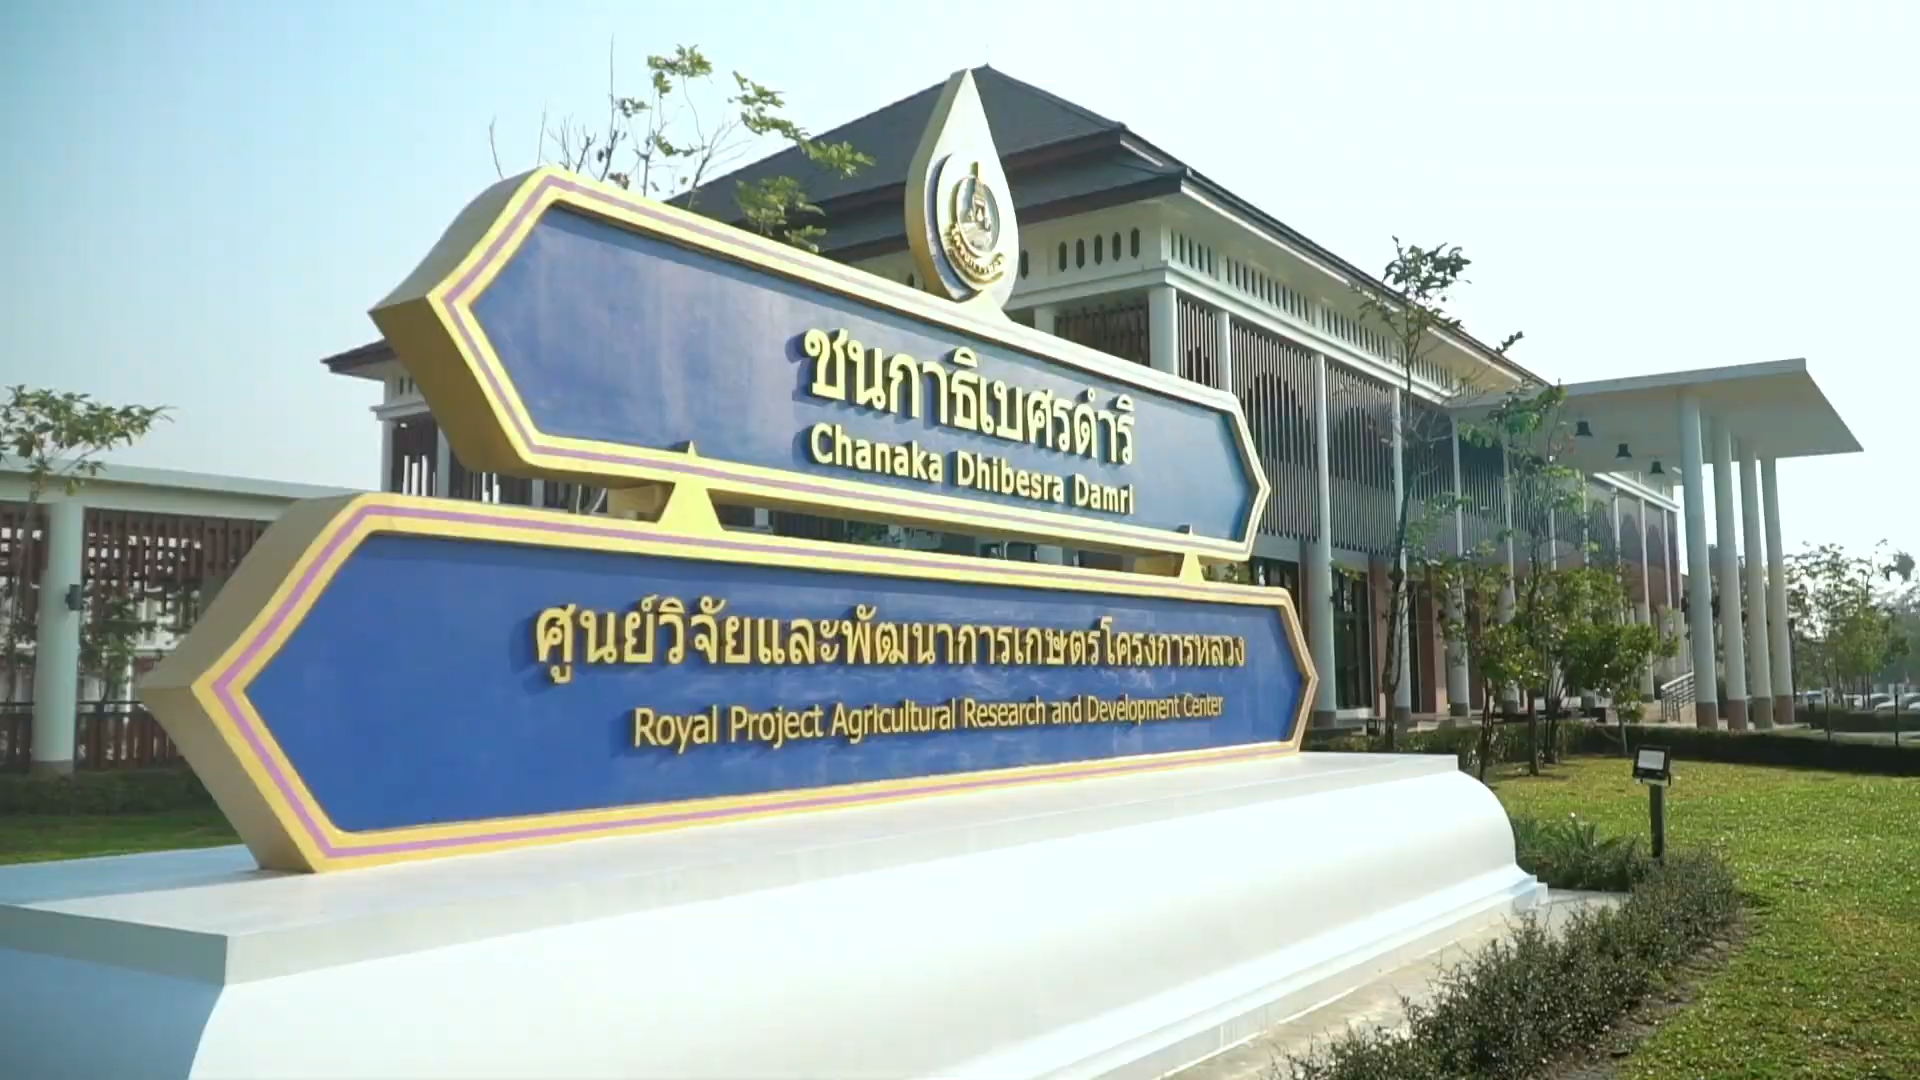 ชนกาธิเบศรดำริ
Chanaka Dhibesra Damri
ศูนย์วิจัยและพัฒนาการเกษตรโครงการหลวง
Royal Project Agricultural Research and Development Center